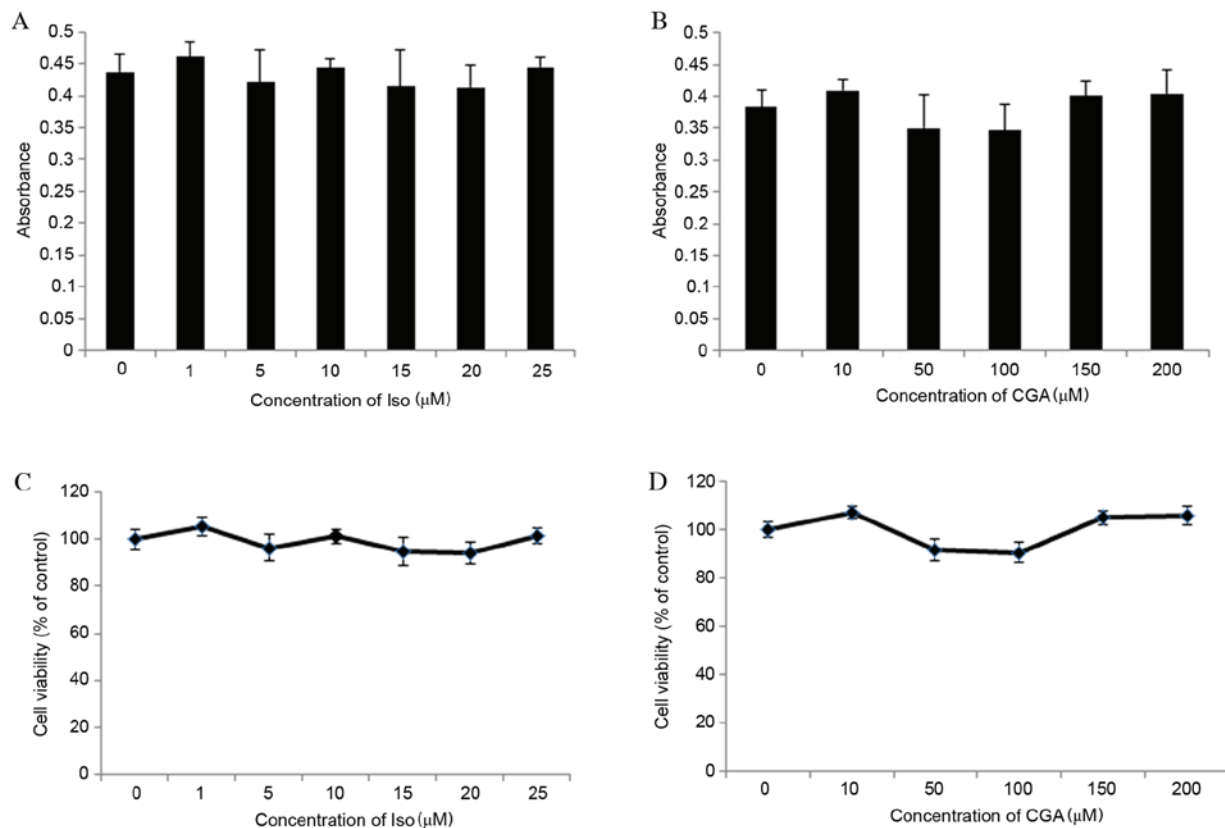 A
0.5
0.45
0.4
0.35
0.3
0.25
0.2
0.15
0.1
0.05
0
Absorbance
0 1 5 10 15 20 25
Concentration of Iso (μM)
B
0.5
0.45
0.4
0.35
0.3
0.25
0.2
0.15
0.1
0.05
0
Absorbance
0 10 50 100 150 200
Concentration of CGA (μM)
C
120
100
80
60
40
20
0
Cell viability (% of control)
0 1 5 10 15 20 25
Concentration of Iso (μM)
D
120
100
80
60
40
20
0
Cell viability (% of control)
0 10 50 100 150 200
Concentration of CGA (μM)